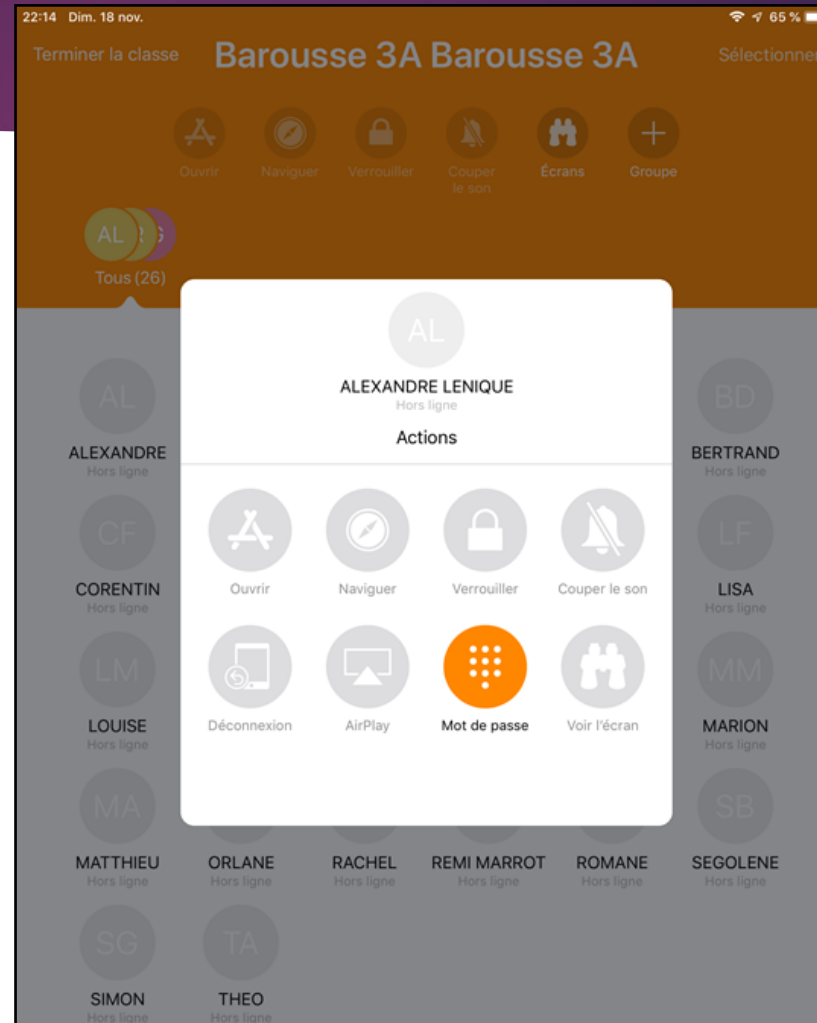 22:14 Dim. 18 nov. 65 %
Terminer la classe Barousse 3A Barousse 3A Sélectionner
Ouvrir Naviguer Verrouiller Couper le son Écrans Groupe
AL R G
Tous (26)
AL
ALEXANDRE LENIQUE
Hors ligne
Actions
AL BD
ALEXANDRE BERTRAND
Hors ligne Hors ligne
CF LF
CORENTIN LISA
Hors ligne Hors ligne
Ouvrir Naviguer Verrouiller Couper le son
LM MM
LOUISE MARION
Hors ligne Hors ligne
Déconnexion AirPlay Mot de passe Voir l'écran
MA SB
MATTHIEU ORLANE RACHEL REMI MARROT ROMANE SEGOLENE
Hors ligne Hors ligne Hors ligne Hors ligne Hors ligne Hors ligne
SG TA
SIMON THEO
Hors ligne Hors ligne